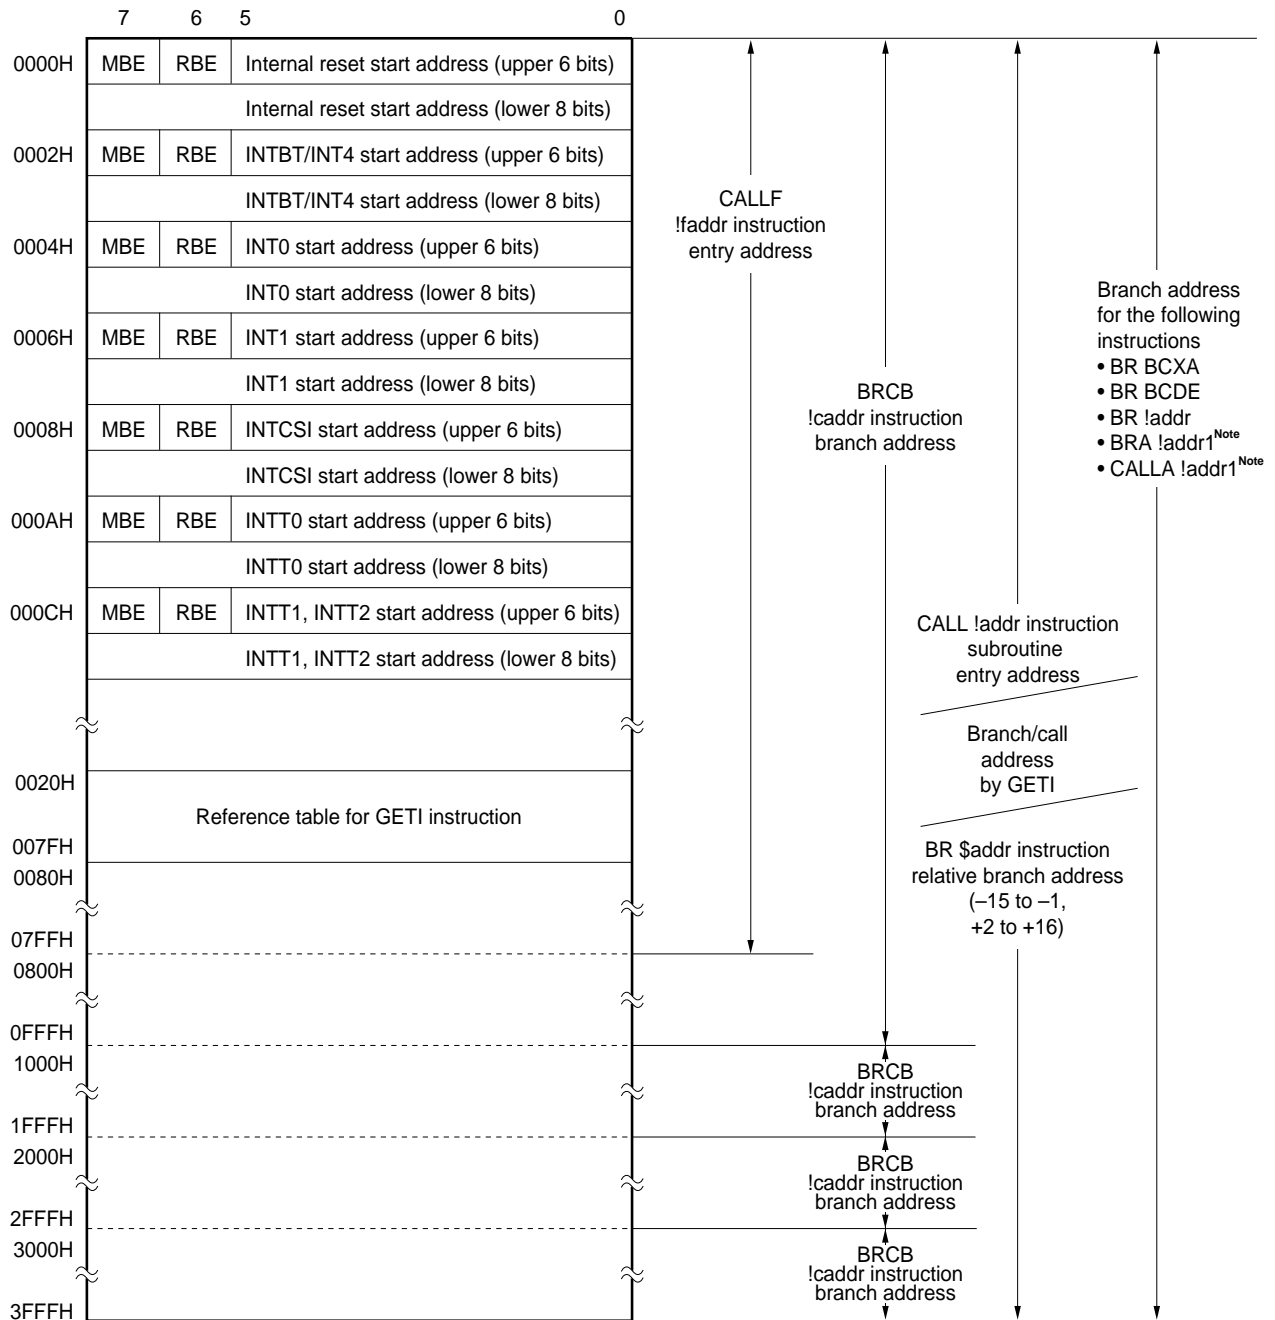 7 6 5 0
0000H MBE RBE Internal reset start address (upper 6 bits)
Internal reset start address (lower 8 bits)
0002H MBE RBE INTBT/INT4 start address (upper 6 bits)
INTBT/INT4 start address (lower 8 bits)
0004H MBE RBE INT0 start address (upper 6 bits)
INT0 start address (lower 8 bits)
0006H MBE RBE INT1 start address (upper 6 bits)
INT1 start address (lower 8 bits)
0008H MBE RBE INTCSI start address (upper 6 bits)
INTCSI start address (lower 8 bits)
000AH MBE RBE INTT0 start address (upper 6 bits)
INTT0 start address (lower 8 bits)
000CH MBE RBE INTT1, INTT2 start address (upper 6 bits)
INTT1, INTT2 start address (lower 8 bits)
0020H
Reference table for GETI instruction
007FH
0080H
07FFH
0800H
0FFFH
1000H
1FFFH
2000H
2FFFH
3000H
3FFFH
CALLF
!faddr instruction
entry address
BRCB
!caddr instruction
branch address
BRCB
!caddr instruction
branch address
BRCB
!caddr instruction
branch address
BRCB
!caddr instruction
branch address
CALL !addr instruction
subroutine
entry address
Branch/call
address
by GETI
BR $addr instruction
relative branch address
(–15 to –1,
+2 to +16)
Branch address
for the following
instructions
• BR BCXA
• BR BCDE
• BR !addr
• BRA !addr1Note
• CALLA !addr1Note